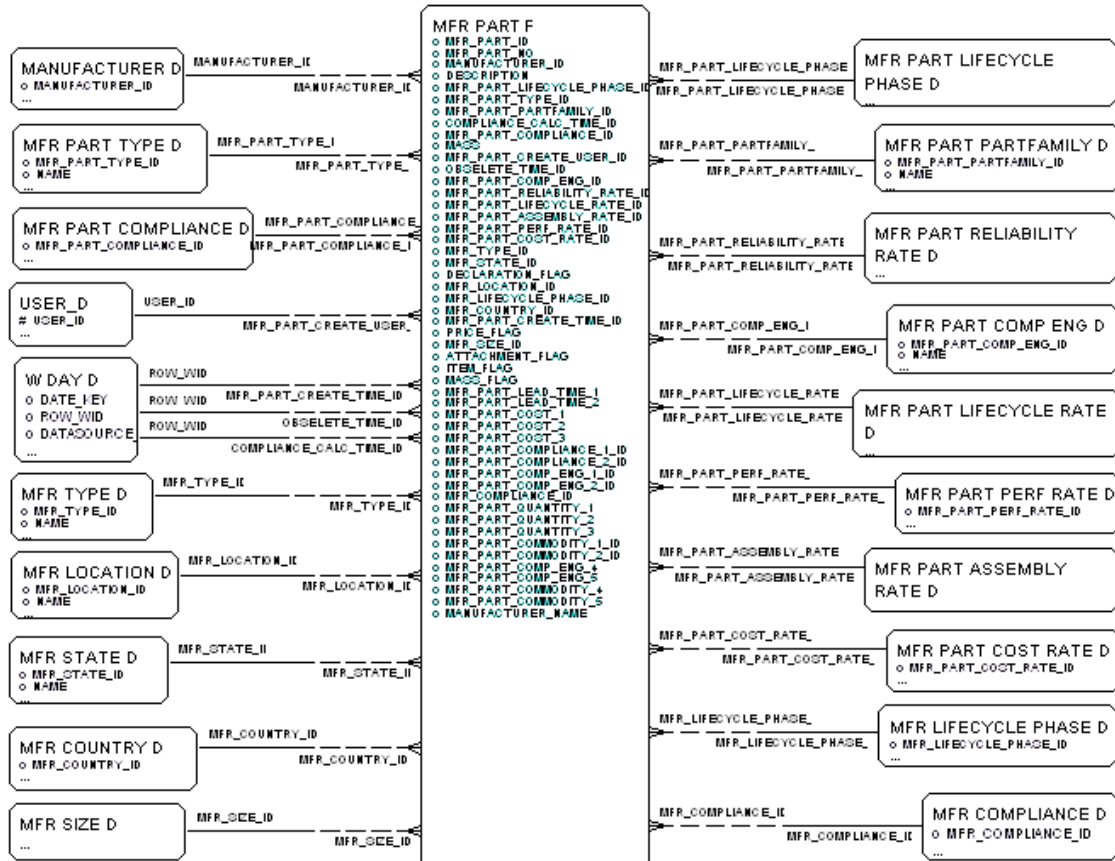 MANUFACTURER D
MANUFACTURER_ID
...
MANUFACTURER_ID
MANUFACTURER_ID
MFR PART TYPE D
MFR_PART_TYPE_ID
NAME
...
MFR_PART_TYPE_I
MFR_PART_TYPE_
MFR PART COMPLIANCE D
MFR_PART_COMPLIANCE_ID
...
MFR_PART_COMPLIANCE_
MFR_PART_COMPLIANCE_I
USER_D
# USER_ID
...
USER_ID
MFR_PART_CREATE_USER_
W DAY D
DATE_KEY
ROW_WID
DATASOURCE_
...
ROW_WID
MFR_PART_CREATE_TIME_ID
ROW_WID
OBSELETE_TIME_ID
ROW_WID
COMPLIANCE_CALC_TIME_ID
MFR TYPE D
MFR_TYPE_ID
NAME
...
MFR_TYPE_ID
MFR_TYPE_ID
MFR LOCATION D
MFR_LOCATION_ID
NAME
...
MFR_LOCATION_ID
MFR_LOCATION_ID
MFR STATE D
MFR_STATE_ID
NAME
...
MFR_STATE_II
MFR_STATE_II
MFR COUNTRY D
MFR_COUNTRY_ID
...
MFR_COUNTRY_ID
MFR_COUNTRY_ID
MFR SIZE D
...
MFR_SIZE_ID
MFR_SIZE_ID
MFR PART F
MFR_PART_ID
MFR_PART_NO
MANUFACTURER_ID
DESCRIPTION
MFR_PART_LIFECYCLE_PHASE_ID
MFR_PART_TYPE_ID
MFR_PART_PARTFAMILY_ID
COMPLIANCE_CALC_TIME_ID
MFR_PART_COMPLIANCE_ID
MASS
MFR_PART_CREATE_USER_ID
OBSELETE_TIME_ID
MFR_PART_COMP_ENG_ID
MFR_PART_RELIABILITY_RATE_ID
MFR_PART_LIFECYCLE_RATE_ID
MFR_PART_ASSEMBLY_RATE_ID
MFR_PART_PERF_RATE_ID
MFR_PART_COST_RATE_ID
MFR_TYPE_ID
MFR_STATE_ID
DECLARATION_FLAG
MFR_LOCATION_ID
MFR_LIFECYCLE_PHASE_ID
MFR_COUNTRY_ID
MFR_PART_CREATE_TIME_ID
PRICE_FLAG
MFR_SIZE_ID
ATTACHMENT_FLAG
ITEM_FLAG
MASS_FLAG
MFR_PART_LEAD_TIME_1
MFR_PART_LEAD_TIME_2
MFR_PART_COST_1
MFR_PART_COST_2
MFR_PART_COST_3
MFR_PART_COMPLIANCE_1_ID
MFR_PART_COMPLIANCE_2_ID
MFR_PART_COMP_ENG_1_ID
MFR_PART_COMP_ENG_2_ID
MFR_COMPLIANCE_ID
MFR_PART_QUANTITY_1
MFR_PART_QUANTITY_2
MFR_PART_QUANTITY_3
MFR_PART_COMMODITY_1_ID
MFR_PART_COMMODITY_2_ID
MFR_PART_COMP_ENG_4
MFR_PART_COMP_ENG_5
MFR_PART_COMMODITY_4
MFR_PART_COMMODITY_5
MANUFACTURER_NAME
MFR_PART_LIFECYCLE_PHASE
MFR_PART_LIFECYCLE_PHASE
MFR PART LIFECYCLE
PHASE D
...
MFR_PART_PARTFAMILY_
MFR_PART_PARTFAMILY_
MFR PART PARTFAMILY D
MFR_PART_PARTFAMILY_ID
NAME
...
MFR_PART_RELIABILITY_RATE
MFR_PART_RELIABILITY_RATE
MFR PART RELIABILITY
RATE D
...
MFR_PART_COMP_ENG_I
MFR_PART_COMP_ENG_I
MFR PART COMP ENG D
MFR_PART_COMP_ENG_ID
NAME
...
MFR_PART_LIFECYCLE_RATE
MFR_PART_LIFECYCLE_RATE
MFR PART LIFECYCLE RATE
D
...
MFR_PART_PERF_RATE_
MFR_PART_PERF_RATE_
MFR PART PERF RATE D
MFR_PART_PERF_RATE_ID
...
MFR_PART_ASSEMBLY_RATE
MFR_PART_ASSEMBLY_RATE
MFR PART ASSEMBLY
RATE D
MFR_PART_COST_RATE_
MFR_PART_COST_RATE_
MFR PART COST RATE D
MFR_PART_COST_RATE_ID
...
MFR_LIFECYCLE_PHASE_
MFR_LIFECYCLE_PHASE_
MFR LIFECYCLE PHASE D
MFR_LIFECYCLE_PHASE_ID
...
MFR_COMPLIANCE_ID
MFR_COMPLIANCE_ID
MFR COMPLIANCE D
MFR_COMPLIANCE_ID
...